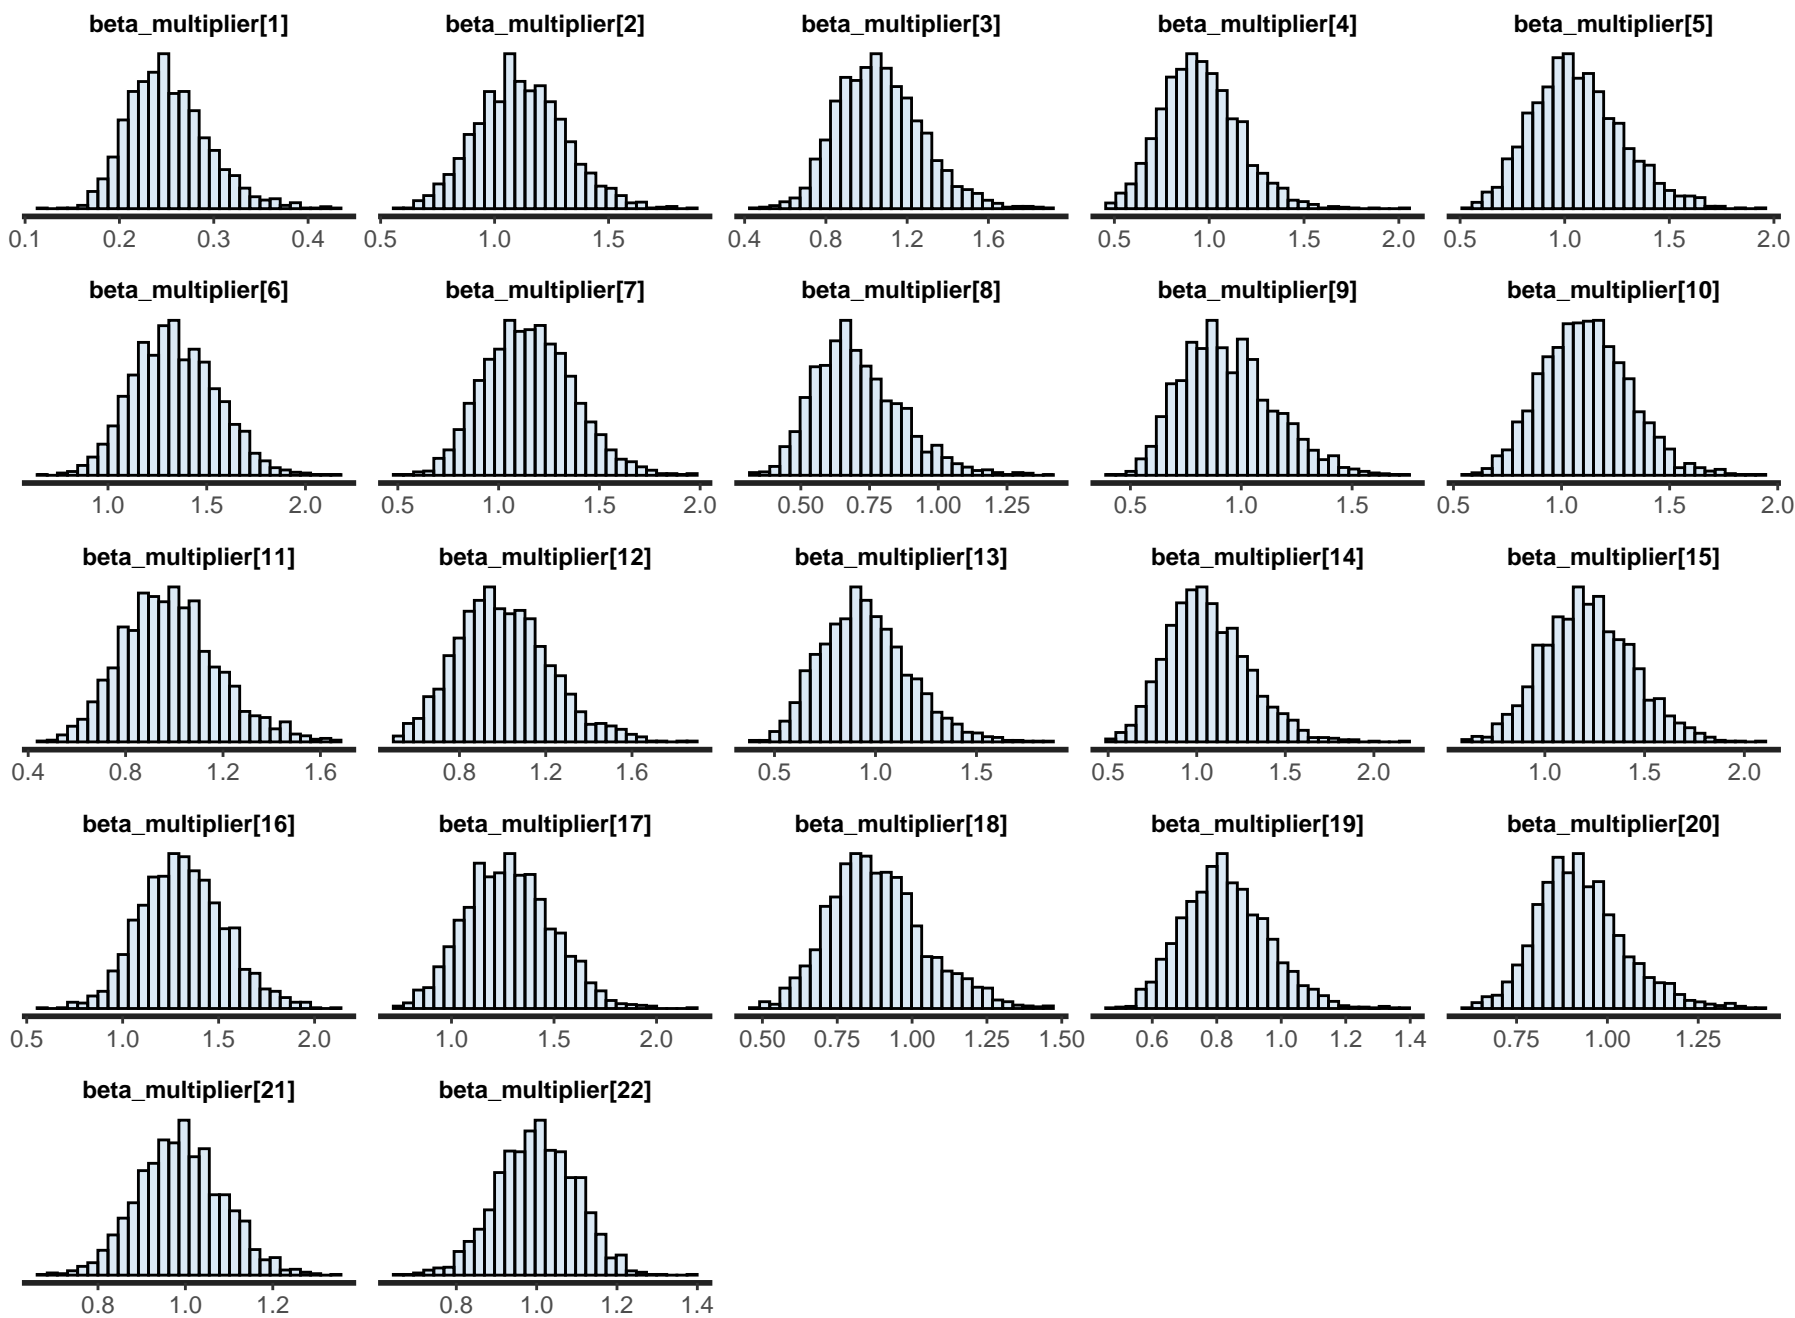 beta_multiplier[1] beta_multiplier[2] beta_multiplier[3] beta_multiplier[4] beta_multiplier[5]
0.1 0.2 0.3 0.4 0.5 1.0 1.5 0.4 0.8 1.2 1.6 0.5 1.0 1.5 2.0 0.5 1.0 1.5 2.0
beta_multiplier[6] beta_multiplier[7] beta_multiplier[8] beta_multiplier[9] beta_multiplier[10]
1.0 1.5 2.0 0.5 1.0 1.5 2.0 0.50 0.75 1.00 1.25 0.5 1.0 1.5 0.5 1.0 1.5 2.0
beta_multiplier[11] beta_multiplier[12] beta_multiplier[13] beta_multiplier[14] beta_multiplier[15]
0.4 0.8 1.2 1.6 0.8 1.2 1.6 0.5 1.0 1.5 0.5 1.0 1.5 2.0 1.0 1.5 2.0
beta_multiplier[16] beta_multiplier[17] beta_multiplier[18] beta_multiplier[19] beta_multiplier[20]
0.5 1.0 1.5 2.0 1.0 1.5 2.0 0.50 0.75 1.00 1.25 1.50 0.6 0.8 1.0 1.2 1.4 0.75 1.00 1.25
beta_multiplier[21] beta_multiplier[22]
0.8 1.0 1.2 0.8 1.0 1.2 1.4